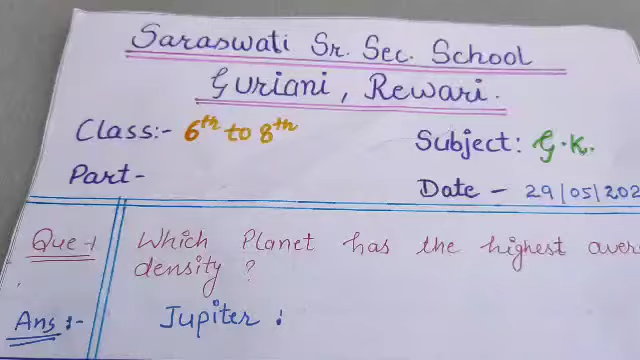 Saraswati Sr. Sec. School
Guriani, Rewari.
Class:- 6th to 8th
Subject: G.K.
Part-
Date - 29/05/202
Que-1 Which Planet has the highest aver
density ?
Ans:- Jupiter :